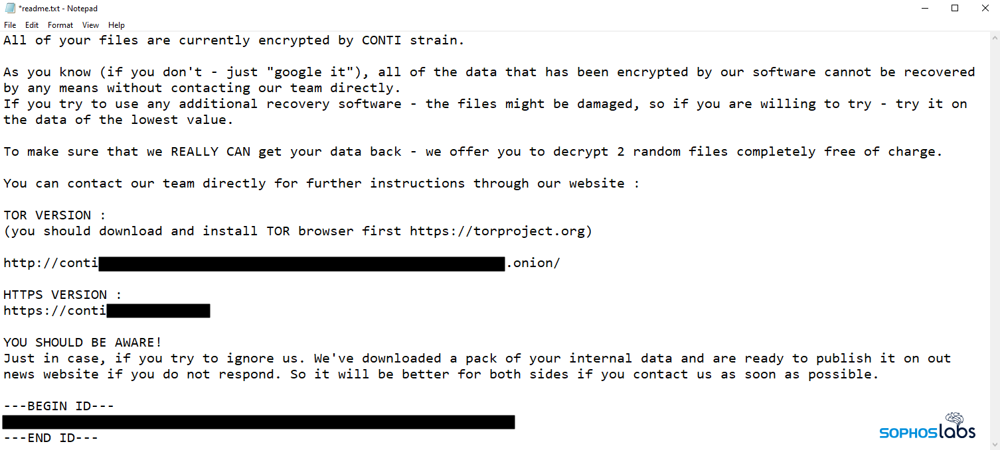 *readme.txt - Notepad
File Edit Format View Help
All of your files are currently encrypted by CONTI strain.
As you know (if you don't - just "google it"), all of the data that has been encrypted by our software cannot be recovered
by any means without contacting our team directly.
If you try to use any additional recovery software - the files might be damaged, so if you are willing to try - try it on
the data of the lowest value.
To make sure that we REALLY CAN get your data back - we offer you to decrypt 2 random files completely free of charge.
You can contact our team directly for further instructions through our website :
TOR VERSION :
(you should download and install TOR browser first https://torproject.org)
http://conti .onion/
HTTPS VERSION :
https://conti
YOU SHOULD BE AWARE!
Just in case, if you try to ignore us. We've downloaded a pack of your internal data and are ready to publish it on out
news website if you do not respond. So it will be better for both sides if you contact us as soon as possible.
---BEGIN ID---
---END ID---
SOPHOSlabs